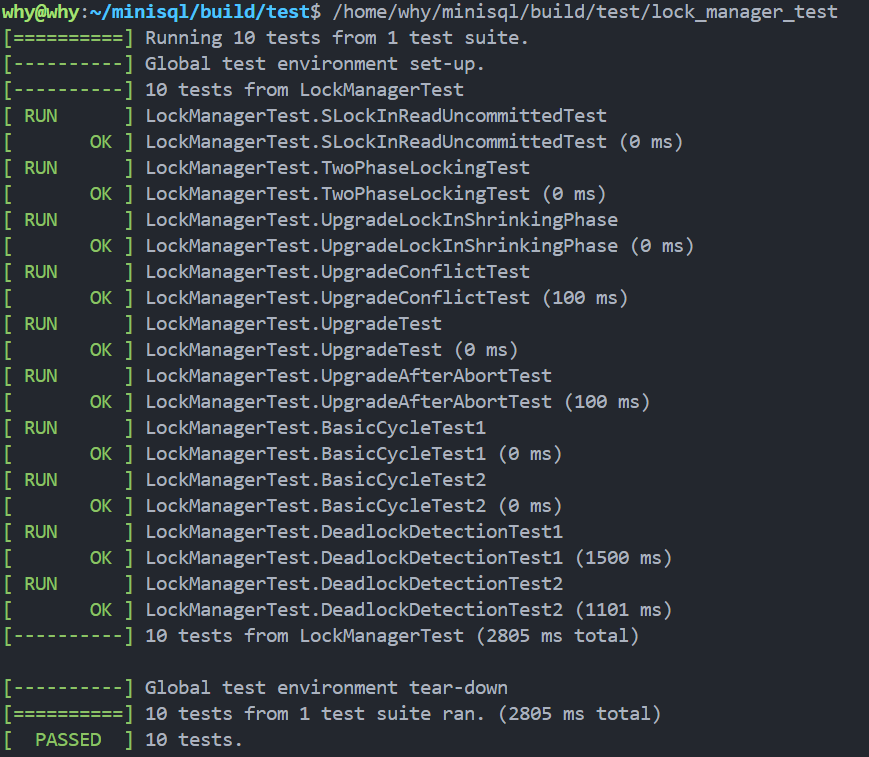 why@why:~/minisql/build/test$ /home/why/minisql/build/test/lock_manager_test
[==========] Running 10 tests from 1 test suite.
[----------] Global test environment set-up.
[----------] 10 tests from LockManagerTest
[ RUN      ] LockManagerTest.SLockInReadUncommittedTest
[       OK ] LockManagerTest.SLockInReadUncommittedTest (0 ms)
[ RUN      ] LockManagerTest.TwoPhaseLockingTest
[       OK ] LockManagerTest.TwoPhaseLockingTest (0 ms)
[ RUN      ] LockManagerTest.UpgradeLockInShrinkingPhase
[       OK ] LockManagerTest.UpgradeLockInShrinkingPhase (0 ms)
[ RUN      ] LockManagerTest.UpgradeConflictTest
[       OK ] LockManagerTest.UpgradeConflictTest (100 ms)
[ RUN      ] LockManagerTest.UpgradeTest
[       OK ] LockManagerTest.UpgradeTest (0 ms)
[ RUN      ] LockManagerTest.UpgradeAfterAbortTest
[       OK ] LockManagerTest.UpgradeAfterAbortTest (100 ms)
[ RUN      ] LockManagerTest.BasicCycleTest1
[       OK ] LockManagerTest.BasicCycleTest1 (0 ms)
[ RUN      ] LockManagerTest.BasicCycleTest2
[       OK ] LockManagerTest.BasicCycleTest2 (0 ms)
[ RUN      ] LockManagerTest.DeadlockDetectionTest1
[       OK ] LockManagerTest.DeadlockDetectionTest1 (1500 ms)
[ RUN      ] LockManagerTest.DeadlockDetectionTest2
[       OK ] LockManagerTest.DeadlockDetectionTest2 (1101 ms)
[----------] 10 tests from LockManagerTest (2805 ms total)

[----------] Global test environment tear-down
[==========] 10 tests from 1 test suite ran. (2805 ms total)
[  PASSED  ] 10 tests.